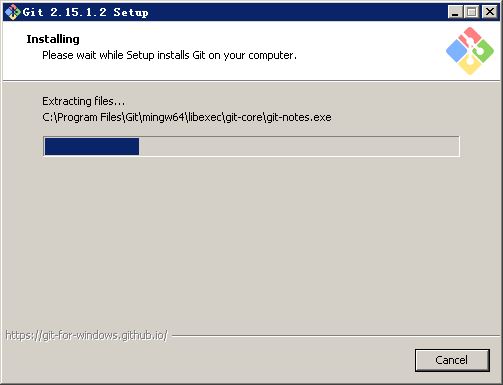 Git 2.15.1.2 Setup
Installing
Please wait while Setup installs Git on your computer.
Extracting files...
C:\Program Files\Git\mingw64\libexec\git-core\git-notes.exe
https://git-for-windows.github.io/
Cancel